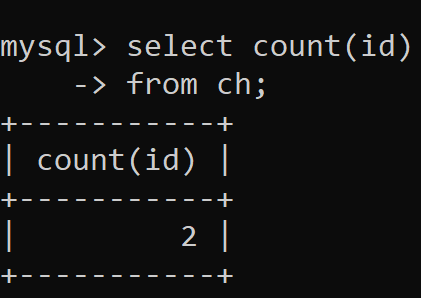 mysql> select count(id)
    -> from ch;
+-----------+
| count(id) |
+-----------+
|         2 |
+-----------+